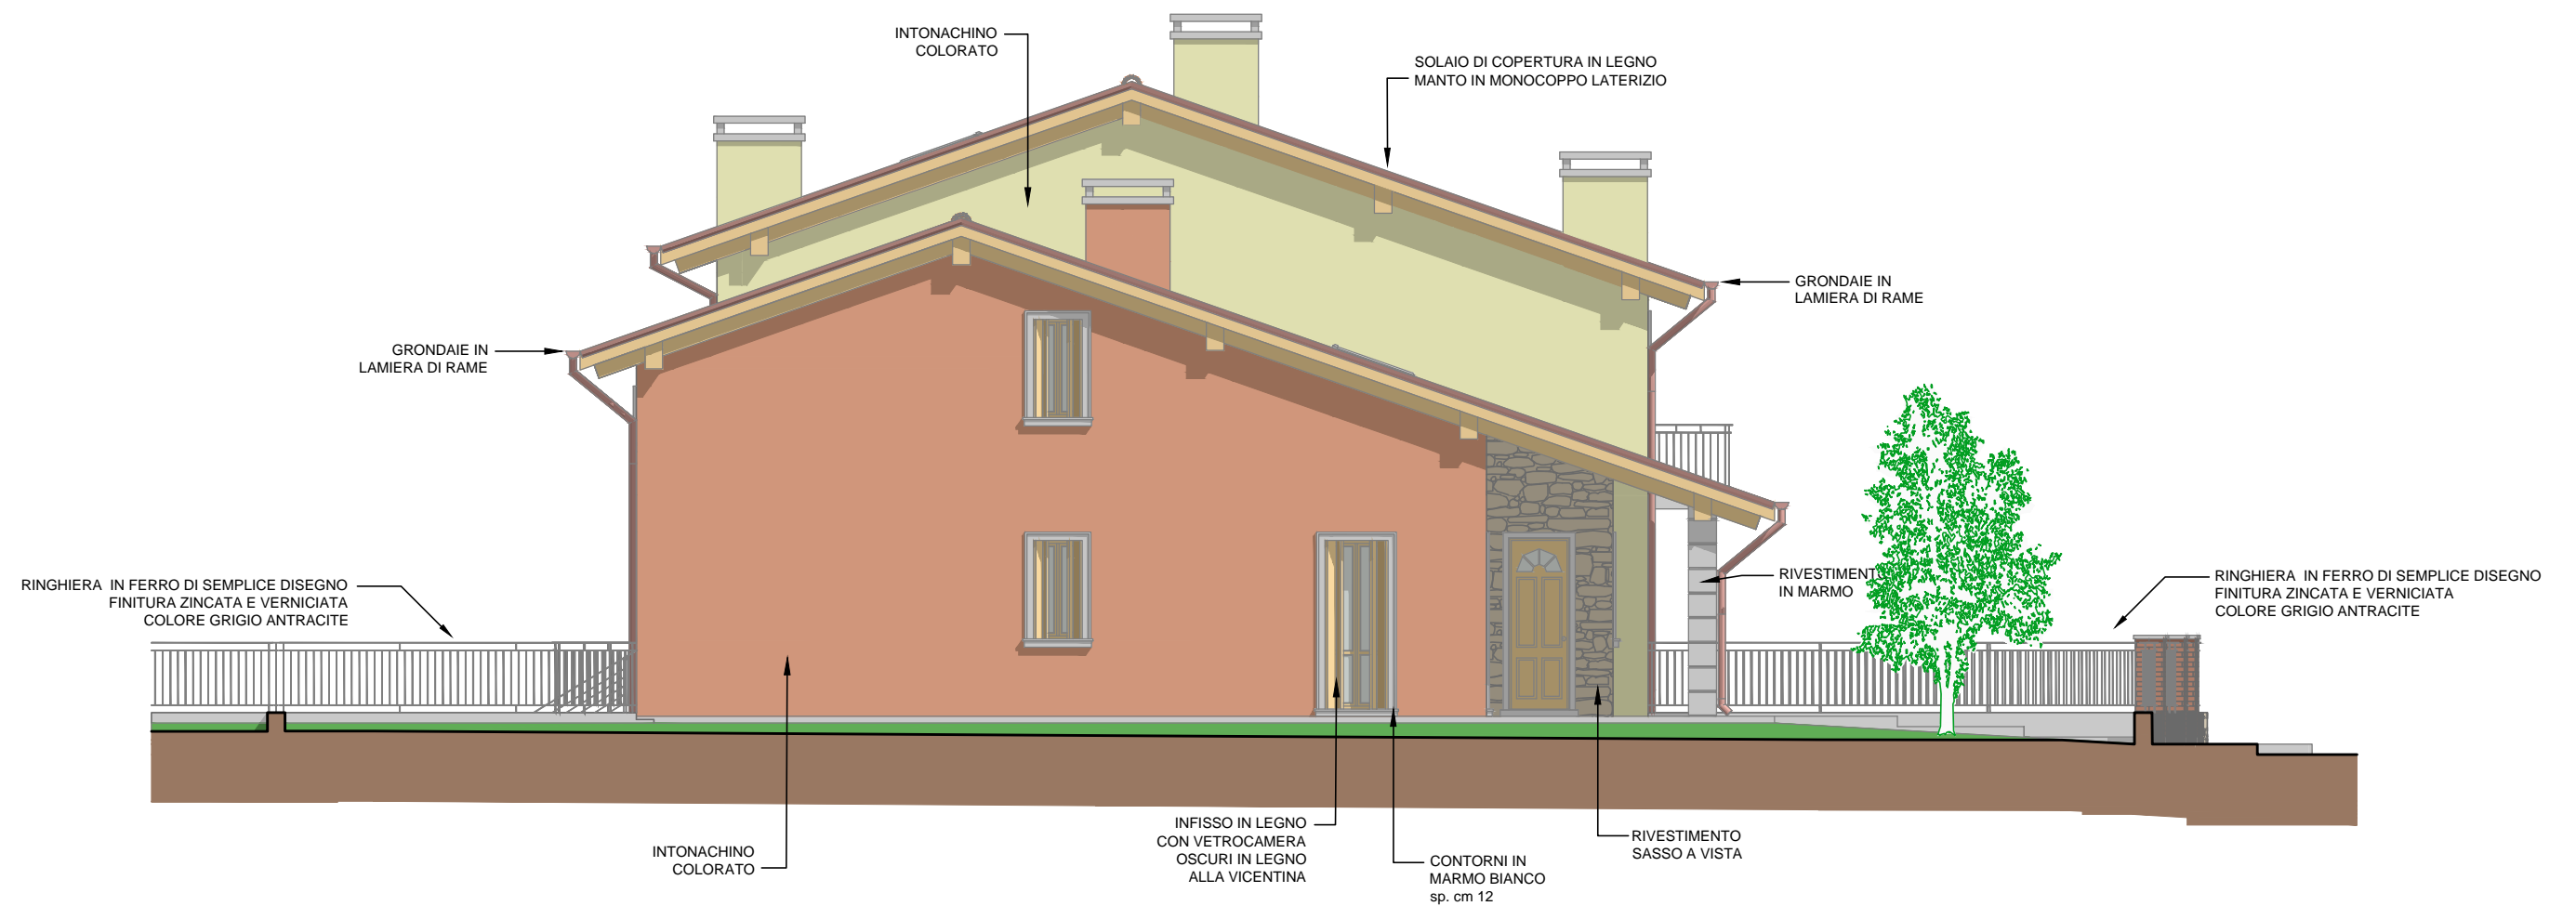 INTONACHINO
COLORATO
SOLAIO DI COPERTURA IN LEGNO
MANTO IN MONOCOPPO LATERIZIO
GRONDAIE IN
LAMIERA DI RAME
GRONDAIE IN
LAMIERA DI RAME
RINGHIERA IN FERRO DI SEMPLICE DISEGNO
FINITURA ZINCATA E VERNICIATA
COLORE GRIGIO ANTRACITE
RIVESTIMENTO
IN MARMO
RINGHIERA IN FERRO DI SEMPLICE DISEGNO
FINITURA ZINCATA E VERNICIATA
COLORE GRIGIO ANTRACITE
INTONACHINO
COLORATO
INFISSO IN LEGNO
CON VETROCAMERA
OSCURI IN LEGNO
ALLA VICENTINA
CONTORNI IN
MARMO BIANCO
sp. cm 12
RIVESTIMENTO
SASSO A VISTA